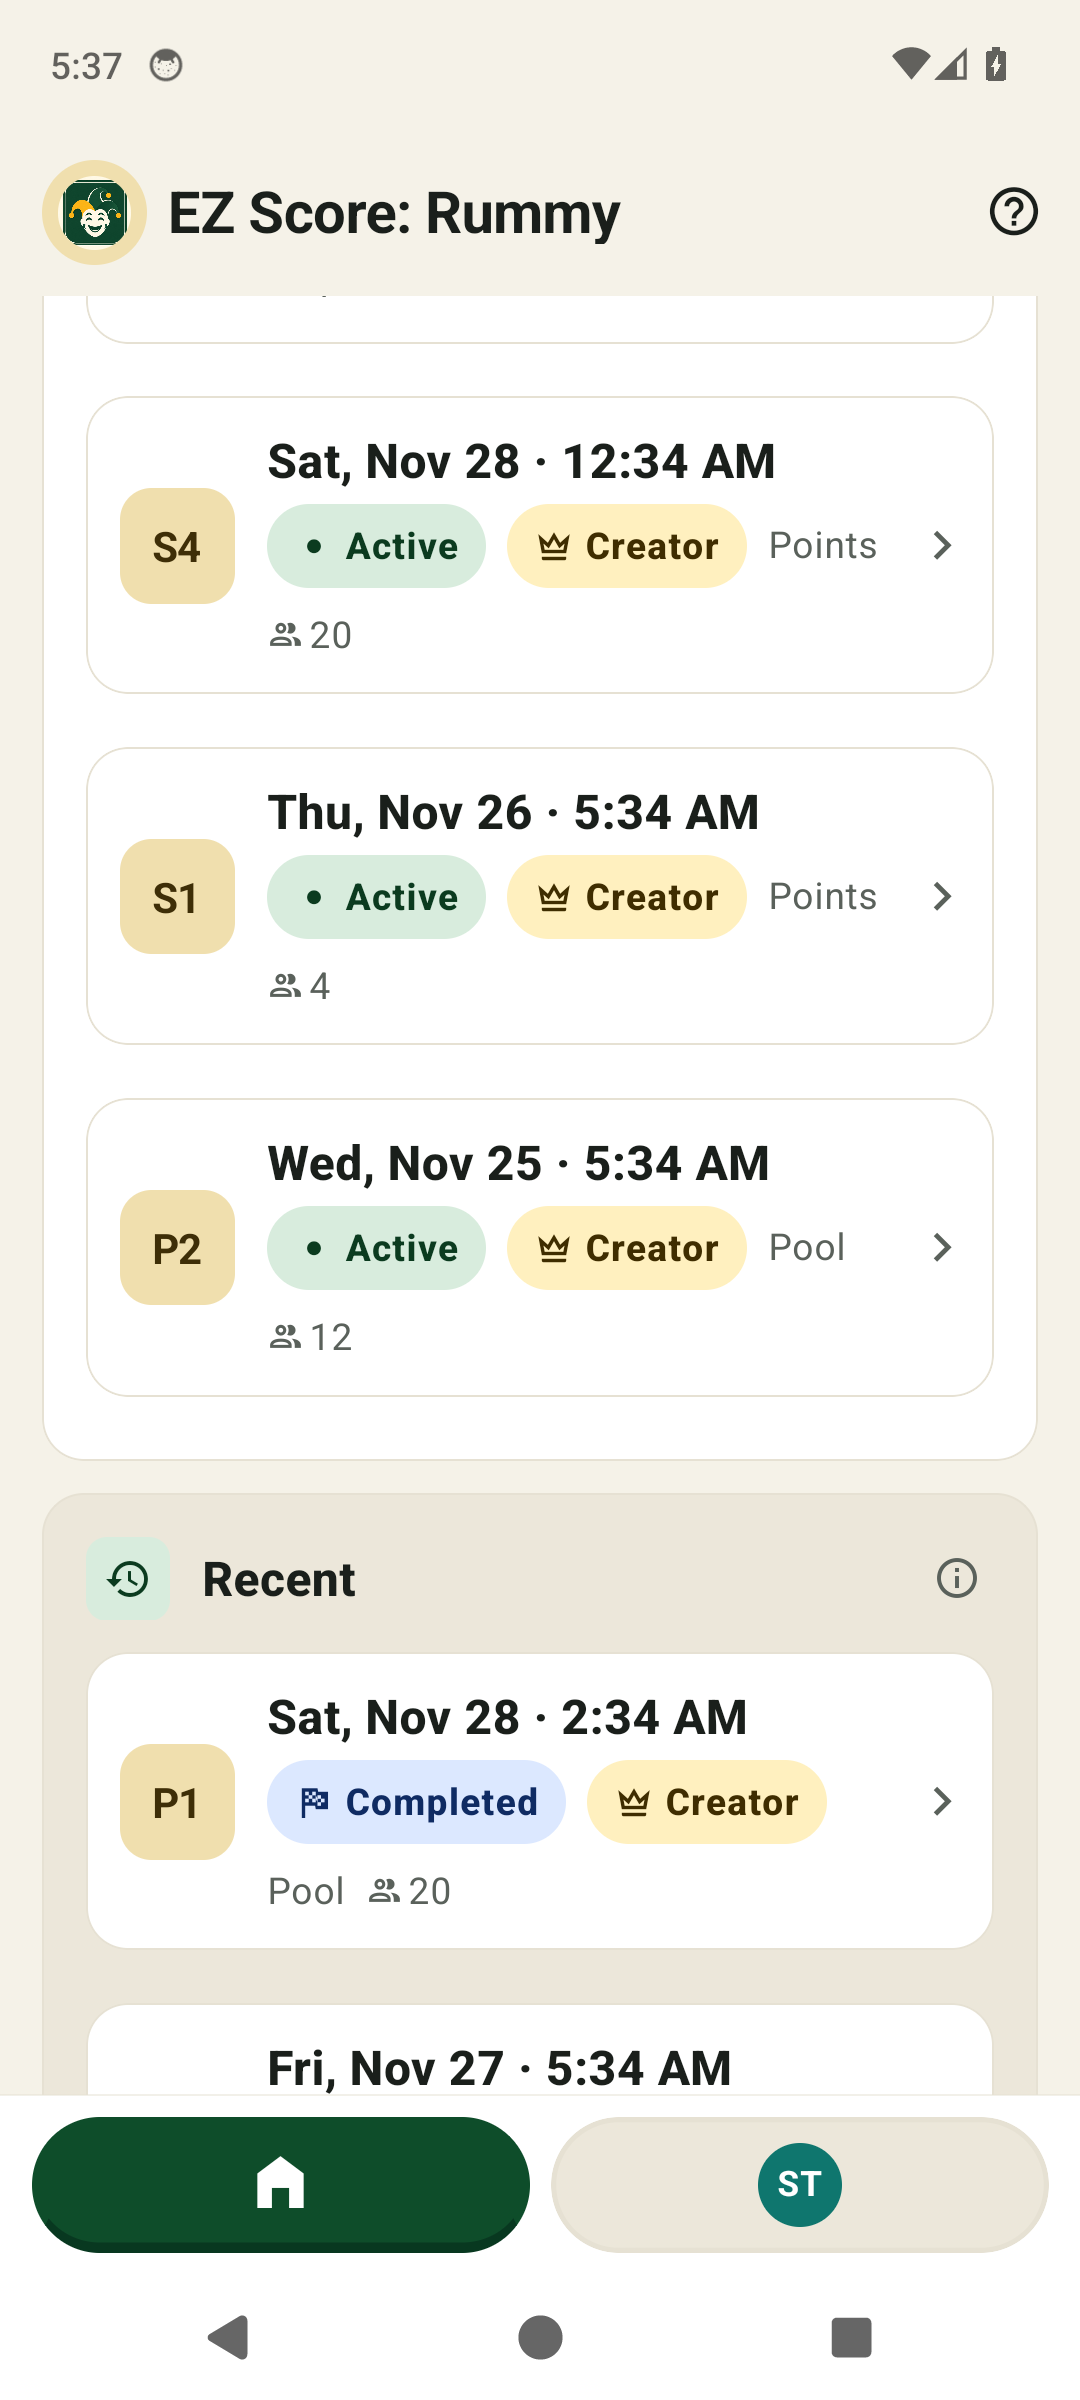 5:37
EZ Score: Rummy
Sat, Nov 28 · 12:34 AM
S4
Active
Creator
Points
20
Thu, Nov 26 · 5:34 AM
S1
Active
Creator
Points
4
Wed, Nov 25 · 5:34 AM
P2
Active
Creator
Pool
12
Recent
Sat, Nov 28 · 2:34 AM
P1
Completed
Creator
Pool
20
Fri, Nov 27 · 5:34 AM
ST